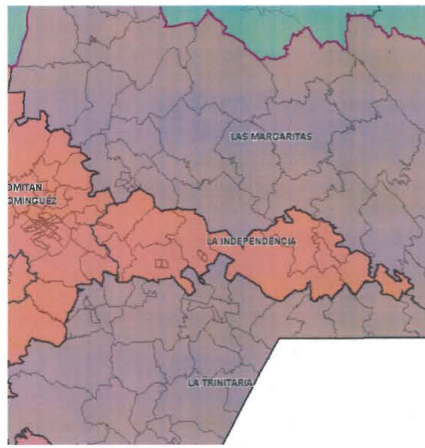 LAS MARGARITAS
OMITAN
OMINGUEZ
LA INDEPENDENCIA
LA TRINITARIA